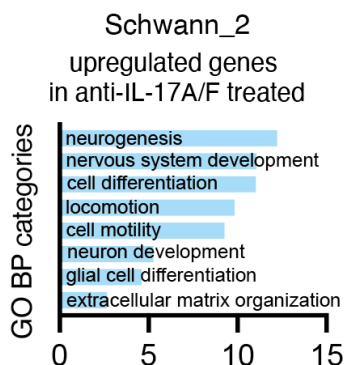 Schwann_2
upregulated genes
in anti-IL-17A/F treated
GO BP categories
neurogenesis
nervous system development
cell differentiation
locomotion
cell motility
neuron development
glial cell differentiation
extracellular matrix organization
0 5 10 15